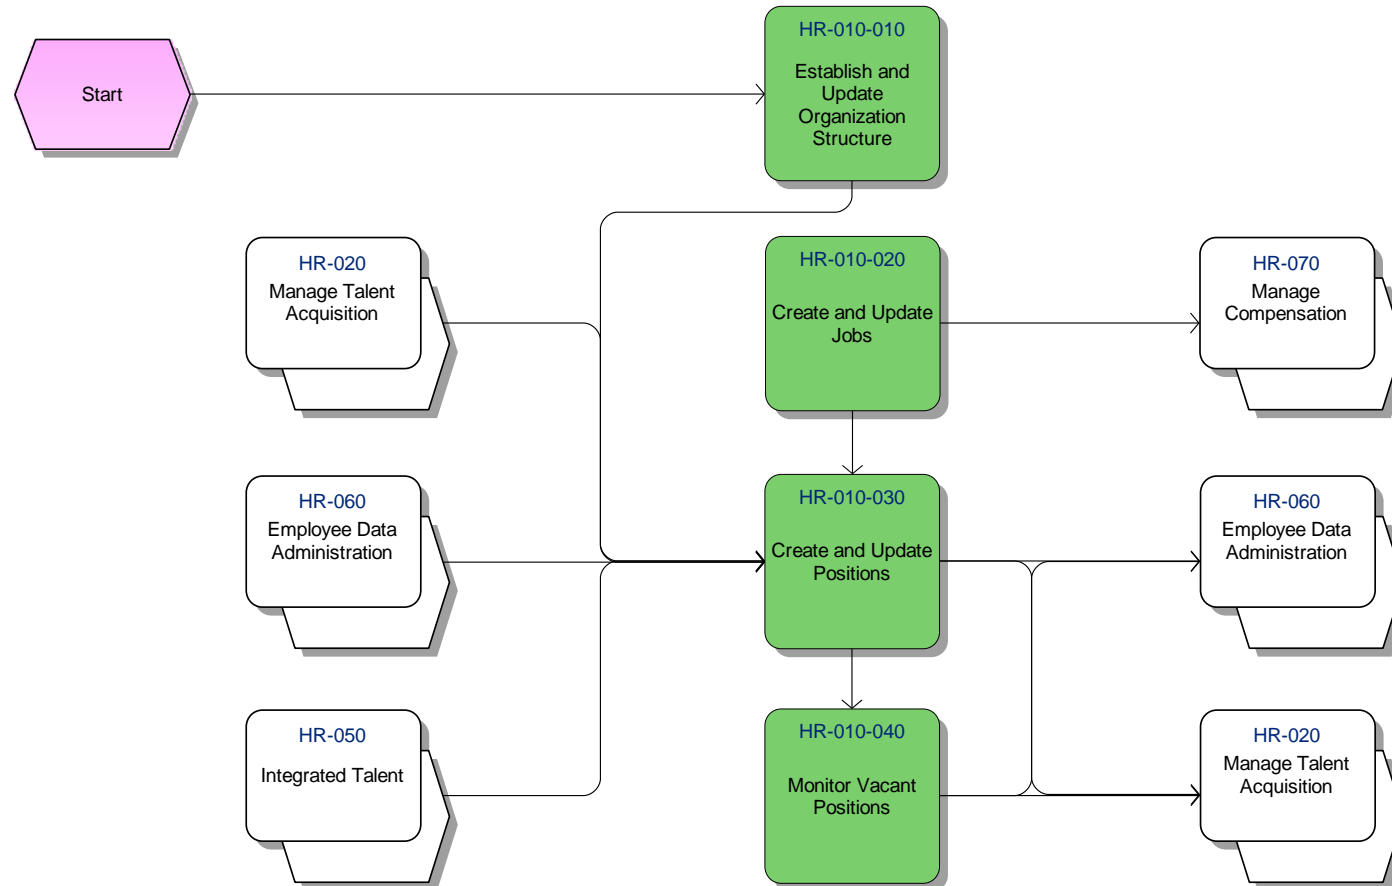 Start
HR-010-010
Establish and
Update
Organization
Structure
HR-020
Manage Talent
Acquisition
HR-010-020
Create and Update
Jobs
HR-070
Manage
Compensation
HR-060
Employee Data
Administration
HR-010-030
Create and Update
Positions
HR-060
Employee Data
Administration
HR-050
Integrated Talent
HR-010-040
Monitor Vacant
Positions
HR-020
Manage Talent
Acquisition